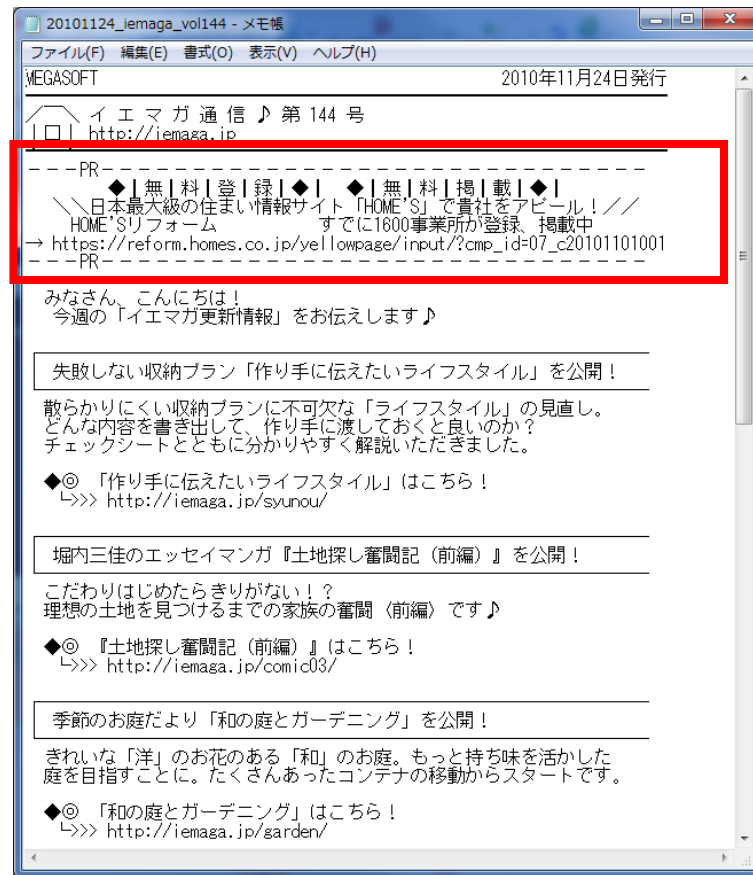 20101124_iemaga_vol144 - メモ帳
ファイル(F) 編集(E) 書式(O) 表示(V) ヘルプ(H)
MEGASOFT 2010年11月24日発行
／⌒＼ イ エ マ ガ 通 信 ♪ 第 144 号
|口| http://iemaga.jp
- - -PR- - - - - - - - - - - - - - - - - - - - - - - - - - - - - -
◆|無|料|登|録|◆| ◆|無|料|掲|載|◆|
＼＼日本最大級の住まい情報サイト「HOME'S」で貴社をアピール！／／
HOME'Sリフォーム すでに1600事業所が登録、掲載中
→ https://reform.homes.co.jp/yellowpage/input/?cmp_id=07_c20101101001
- - -PR- - - - - - - - - - - - - - - - - - - - - - - - - - - - - -
みなさん、こんにちは！
今週の「イエマガ更新情報」をお伝えします♪
失敗しない収納プラン「作り手に伝えたいライフスタイル」を公開！
散らかりにくい収納プランに不可欠な「ライフスタイル」の見直し。
どんな内容を書き出して、作り手に渡しておくと良いのか？
チェックシートとともに分かりやすく解説いただきました。
◆◎ 「作り手に伝えたいライフスタイル」はこちら！
└>>> http://iemaga.jp/syunou/
堀内三佳のエッセイマンガ『土地探し奮闘記（前編）』を公開！
こだわりはじめたらきりがない！？
理想の土地を見つけるまでの家族の奮闘〈前編〉です♪
◆◎ 『土地探し奮闘記（前編）』はこちら！
└>>> http://iemaga.jp/comic03/
季節のお庭だより「和の庭とガーデニング」を公開！
きれいな「洋」のお花のある「和」のお庭。もっと持ち味を活かした
庭を目指すことに。たくさんあったコンテナの移動からスタートです。
◆◎ 「和の庭とガーデニング」はこちら！
└>>> http://iemaga.jp/garden/